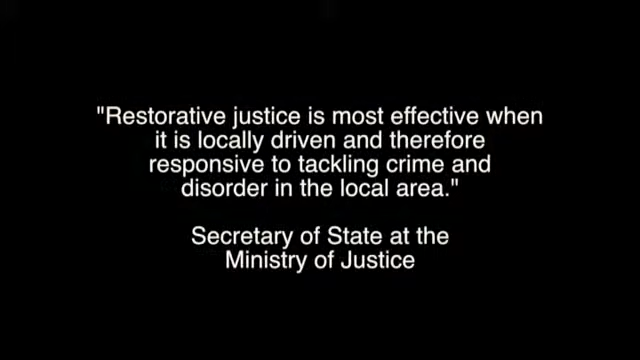 "Restorative justice is most effective when
it is locally driven and therefore
responsive to tackling crime and
disorder in the local area."
Secretary of State at the
Ministry of Justice